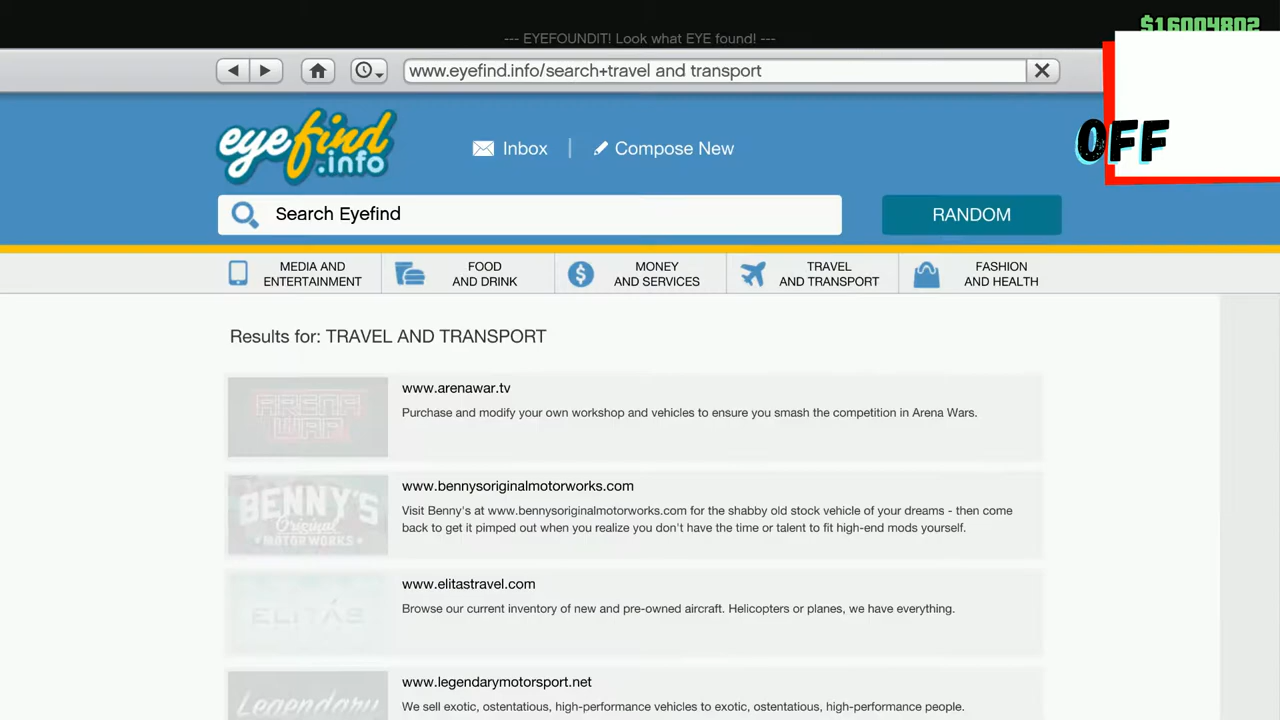 --- EYEFOUNDIT! Look what EYE found! ---
$16004802
www.eyefind.info/search+travel and transport
OFF
eyefind
.info
Inbox
Compose New
Search Eyefind
RANDOM
MEDIA AND
ENTERTAINMENT
FOOD
AND DRINK
MONEY
AND SERVICES
TRAVEL
AND TRANSPORT
FASHION
AND HEALTH
Results for: TRAVEL AND TRANSPORT
ARENA
WAR
www.arenawar.tv
Purchase and modify your own workshop and vehicles to ensure you smash the competition in Arena Wars.
BENNY'S
Original
MOTOR WORKS
www.bennysoriginalmotorworks.com
Visit Benny's at www.bennysoriginalmotorworks.com for the shabby old stock vehicle of your dreams - then come
back to get it pimped out when you realize you don't have the time or talent to fit high-end mods yourself.
ELITÁS
www.elitastravel.com
Browse our current inventory of new and pre-owned aircraft. Helicopters or planes, we have everything.
Legendary
www.legendarymotorsport.net
We sell exotic, ostentatious, high-performance vehicles to exotic, ostentatious, high-performance people.